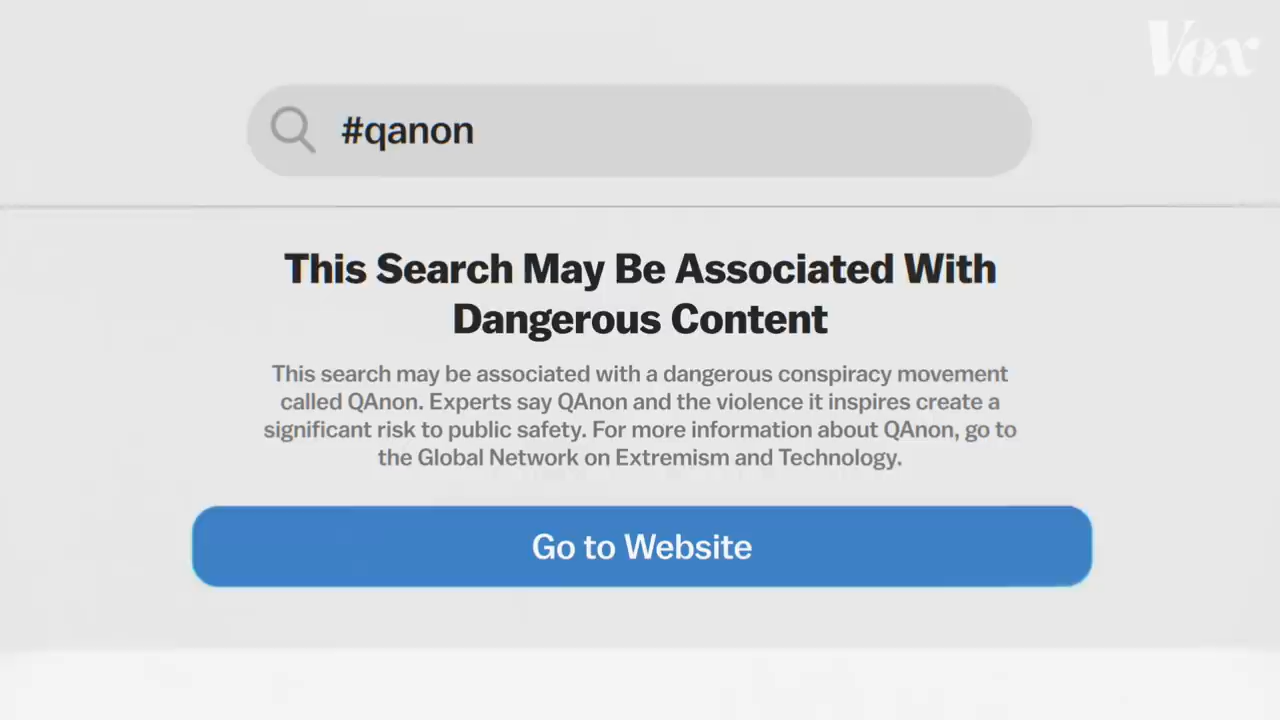 Vox
#qanon
This Search May Be Associated With
Dangerous Content
This search may be associated with a dangerous conspiracy movement
called QAnon. Experts say QAnon and the violence it inspires create a
significant risk to public safety. For more information about QAnon, go to
the Global Network on Extremism and Technology.
Go to Website